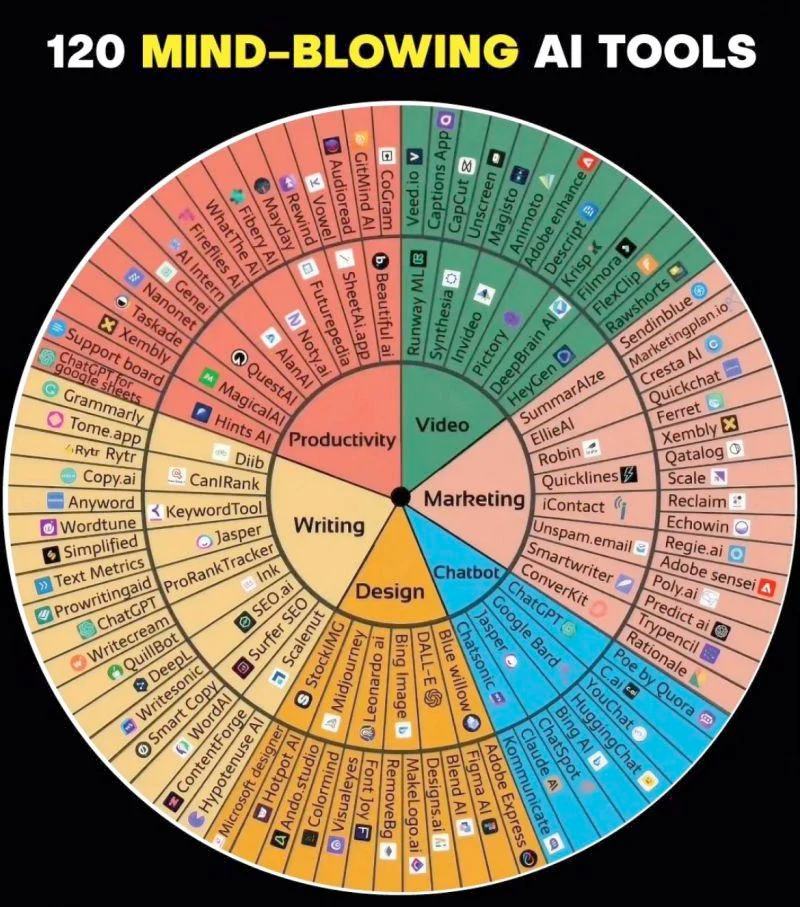 120 MIND-BLOWING AI TOOLS
Video
Runway ML
Synthesia
Invideo
Pictory
DeepBrain AI
HeyGen
Veed.io
Captions App
CapCut
Unscreen
Magisto
Animoto
Adobe enhance
Descript
Krisp
Filmora
FlexClip
Rawshorts
Marketing
SummarAIze
EllieAI
Robin
Quicklines
iContact
Unspam.email
Smartwriter
ConverKit
Sendinblue
Marketingplan.io
Cresta AI
Quickchat
Ferret
Xembly
Qatalog
Scale
Reclaim
Echowin
Regie.ai
Adobe sensei
Poly.ai
Predict ai
Trypencil
Rationale
Chatbot
ChatGPT
Google Bard
Jasper
Chatsonic
Poe by Quora
Cai
YouChat
HuggingChat
Bing AI
ChatSpot
Claude
Kommunicate
Design
Blue willow
DALL-E
Bing Image
Leonardo ai
Midjourney
StockIMG
Adobe Express
Figma AI
Blend AI
Designs.ai
MakeLogo.ai
RemoveBg
Font Joy
Visualeyes
Colormind
Ando.studio
Hotpot AI
Microsoft designer
Writing
Diib
CanIRank
KeywordTool
Jasper
ProRankTracker
Ink
SEO.ai
Surfer SEO
Scalenut
Grammarly
Tome.app
Rytr Rytr
Copy.ai
Anyword
Wordtune
Simplified
Text Metrics
Prowritingaid
ChatGPT
Writecream
QuillBot
DeepL
Writesonic
Smart Copy
WordAI
ContentForge
Hypotenuse AI
Productivity
Hints AI
MagicalAI
QuestAI
AlanAI
Notyai
Futurepedia
SheetAi.app
Beautiful ai
ChatGPT for
google sheets
Support board
Xembly
Taskade
Nanonet
Genei
AI Intern
Fireflies AI
WhatThe Ai
Fibery AI
Mayday
Rewind
Vowel
Audioread
GitMind AI
CoGram